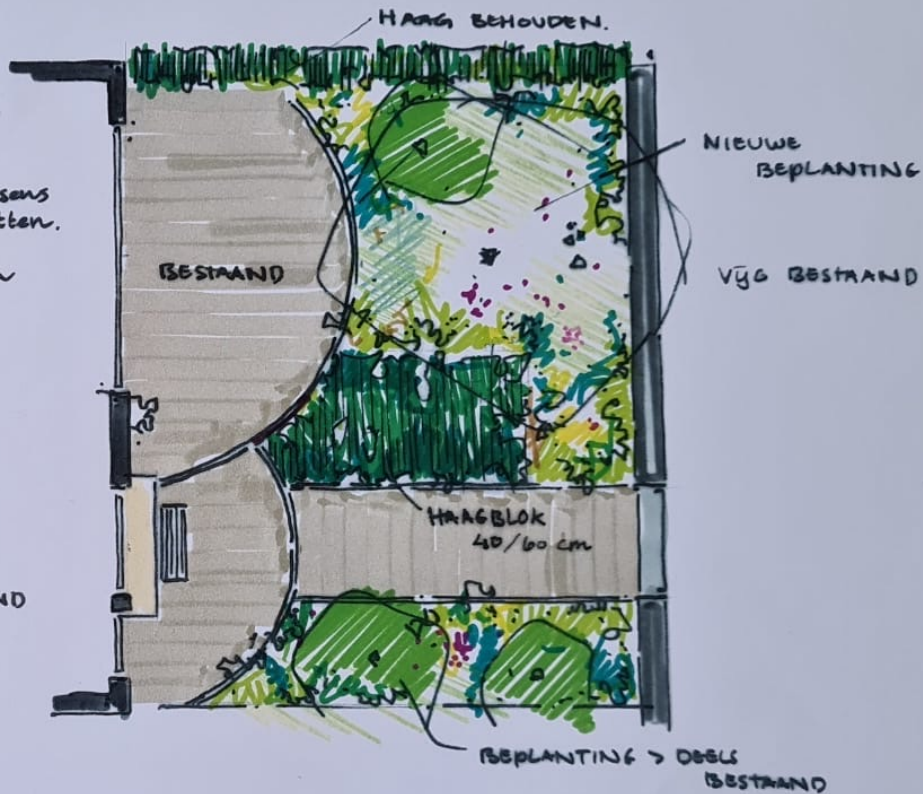 HAAG BEHOUDEN.
NIEUWE
BEPLANTING
BESTAAND
VIJG BESTAAND
HAAGBLOK
40/60 cm
BEPLANTING > DEELS
BESTAAND